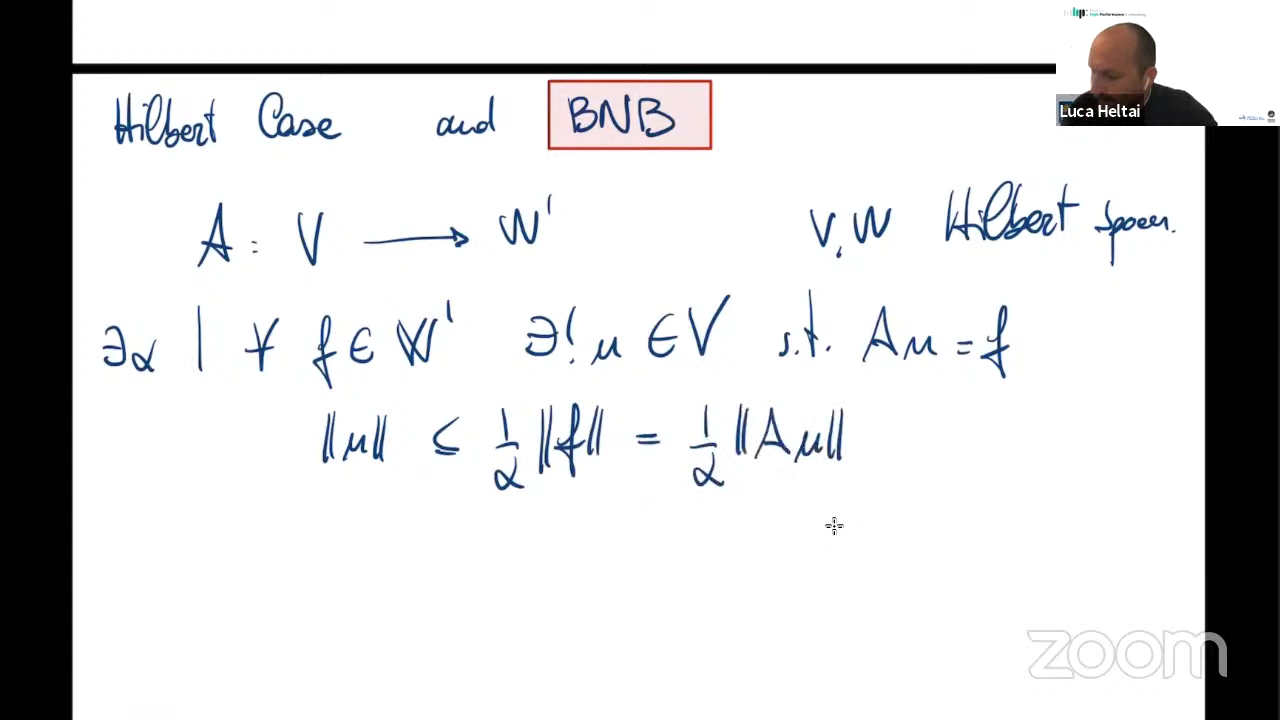 Hilbert Case and BNB
Luca Heltai
A : V → W' V, W Hilbert spaces.
∃α | ∀ f ∈ W' ∃! u ∈ V s.t. Au = f
||u|| ≤ 1/α ||f|| = 1/α ||Au||
zoom